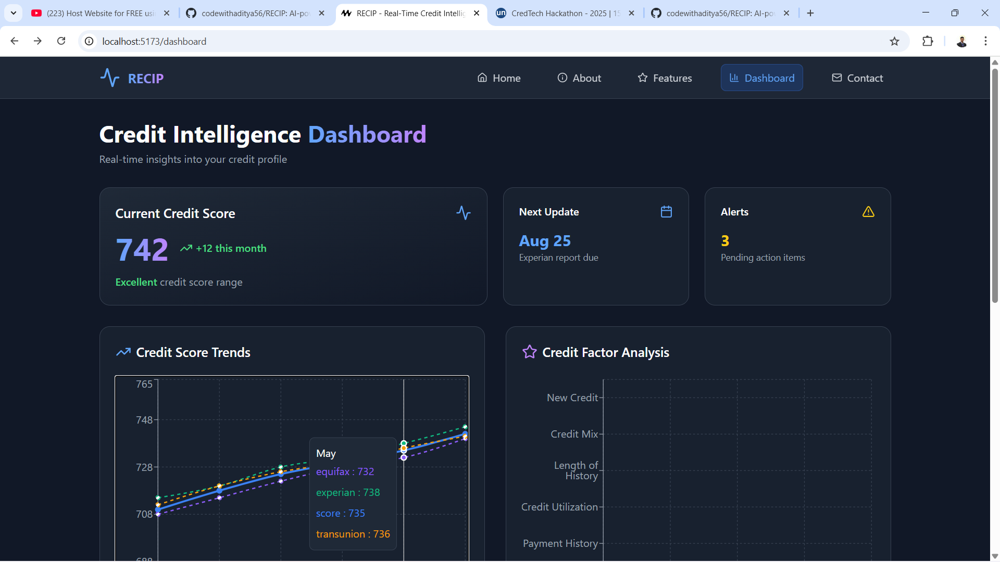 (223) Host Website for FREE usi
codewithaditya56/RECIP: AI-po
RECIP - Real-Time Credit Intellig
CredTech Hackathon - 2025 | 15
codewithaditya56/RECIP: AI-po
localhost:5173/dashboard
RECIP
Home
About
Features
Dashboard
Contact
Credit Intelligence Dashboard
Real-time insights into your credit profile
Current Credit Score
742
+12 this month
Excellent credit score range
Next Update
Aug 25
Experian report due
Alerts
3
Pending action items
Credit Score Trends
765
748
728
708
688
May
equifax : 732
experian : 738
score : 735
transunion : 736
Credit Factor Analysis
New Credit
Credit Mix
Length of
History
Credit Utilization
Payment History